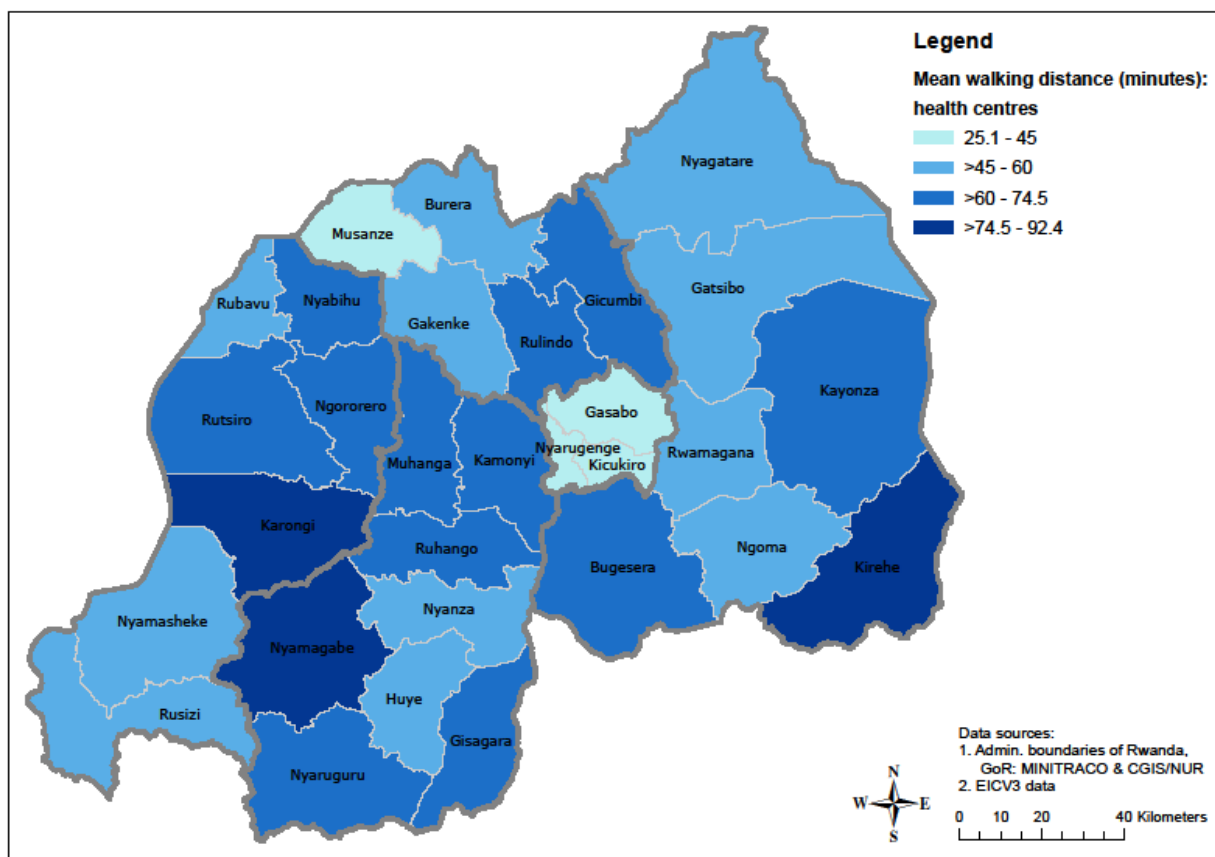 Legend
Mean walking distance (minutes):
health centres
25.1 - 45
>45 - 60
>60 - 74.5
>74.5 - 92.4
Nyagatare
Burera
Musanze
Gatsibo
Rubavu
Nyabihu
Gicumbi
Gakenke
Rulindo
Kayonza
Gasabo
Ngororero
Rutsiro
Nyarugenge
Rwamagana
Kamonyi
Muhanga
Kicukiro
Karongi
Ruhango
Ngoma
Bugesera
Kirehe
Nyanza
Nyamasheke
Nyamagabe
Huye
Rusizi
Gisagara
Nyaruguru
Data sources:
1. Admin. boundaries of Rwanda,
GoR: MINITRACO & CGIS/NUR
2. EICV3 data
N
W E
S
0 10 20 40 Kilometers